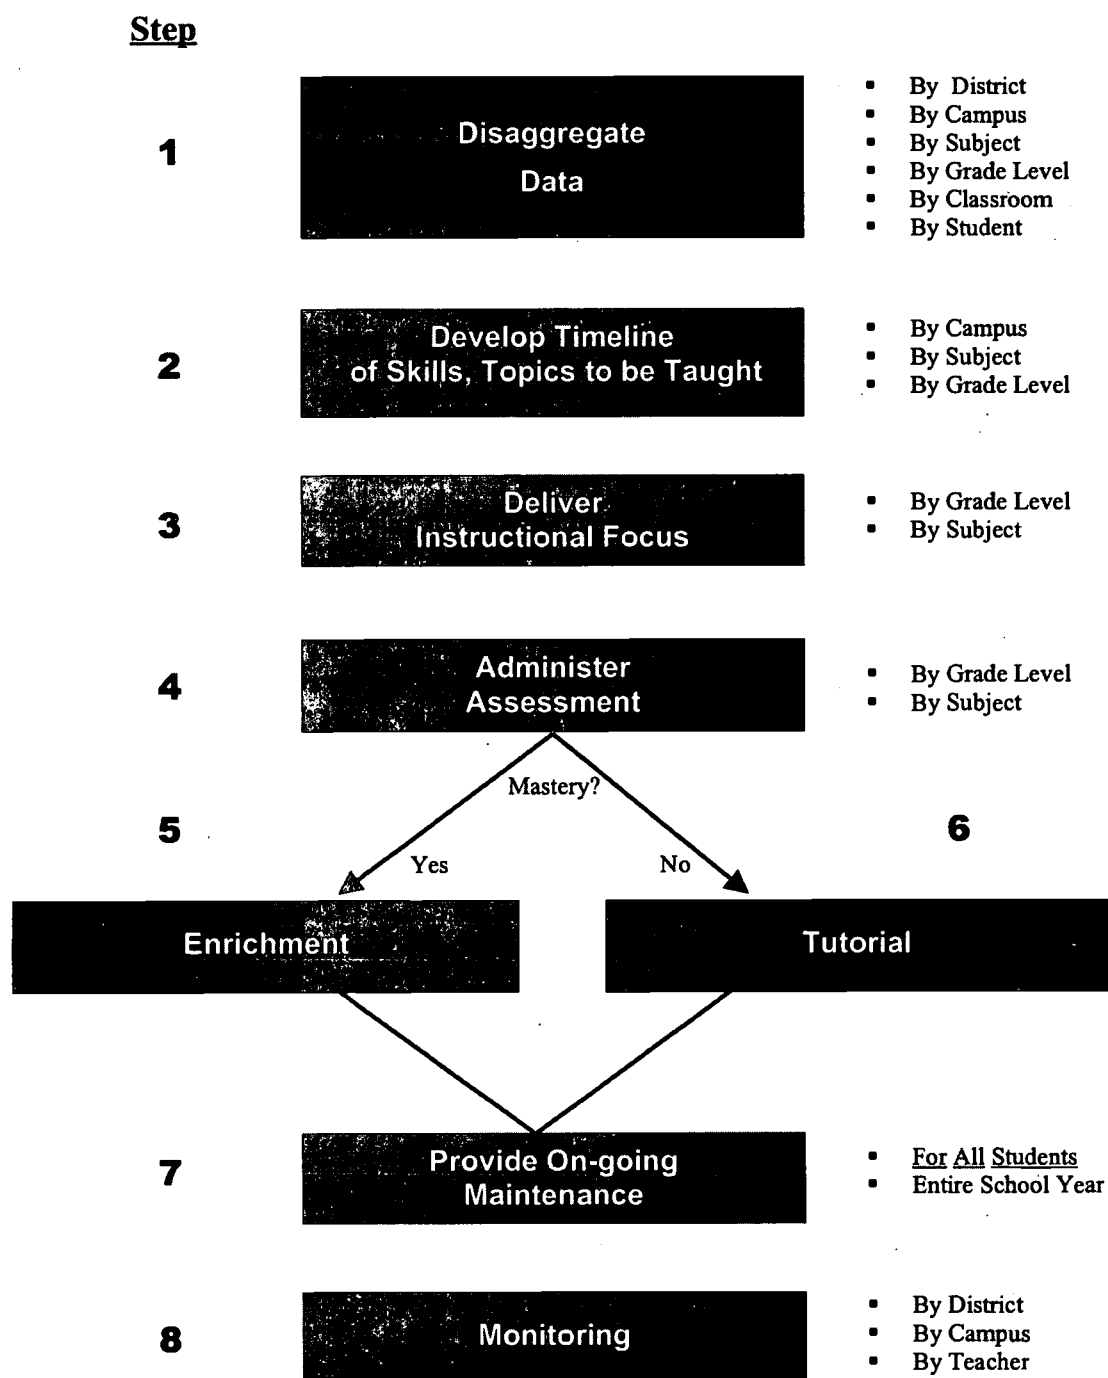 Step
1
Disaggregate
Data
▪ By District
▪ By Campus
▪ By Subject
▪ By Grade Level
▪ By Classroom
▪ By Student
2
Develop Timeline
of Skills, Topics to be Taught
▪ By Campus
▪ By Subject
▪ By Grade Level
3
Deliver
Instructional Focus
▪ By Grade Level
▪ By Subject
4
Administer
Assessment
▪ By Grade Level
▪ By Subject
Mastery?
5
6
Yes
No
Enrichment
Tutorial
7
Provide On-going
Maintenance
▪ For All Students
▪ Entire School Year
8
Monitoring
▪ By District
▪ By Campus
▪ By Teacher